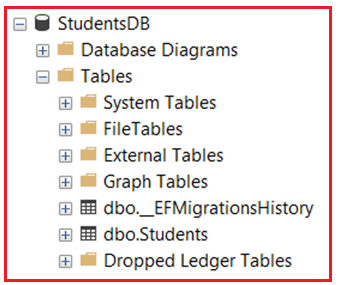 StudentsDB
Database Diagrams
Tables
System Tables
FileTables
External Tables
Graph Tables
dbo.__EFMigrationsHistory
dbo.Students
Dropped Ledger Tables